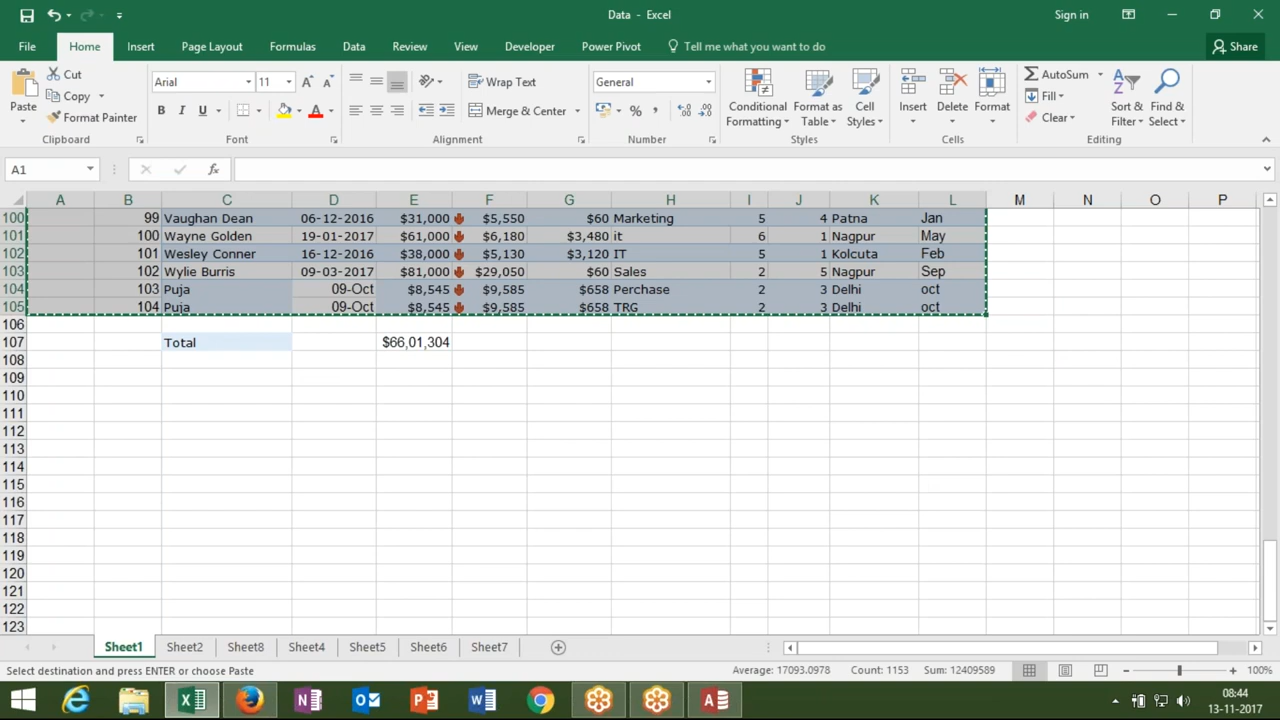 Data - Excel
Sign in
File Home Insert Page Layout Formulas Data Review View Developer Power Pivot Tell me what you want to do Share
Paste
Cut
Copy
Format Painter
Clipboard
Arial 11
B I U
Font
Wrap Text
Merge & Center
Alignment
General
%
Number
Conditional Formatting
Format as Table
Cell Styles
Styles
Insert
Delete
Format
Cells
AutoSum
Fill
Clear
Sort & Filter
Find & Select
Editing
A1
fx
A B C D E F G H I J K L M N O P
100 99 Vaughan Dean 06-12-2016 $31,000 $5,550 $60 Marketing 5 4 Patna Jan
101 100 Wayne Golden 19-01-2017 $61,000 $6,180 $3,480 it 6 1 Nagpur May
102 101 Wesley Conner 16-12-2016 $38,000 $5,130 $3,120 IT 5 1 Kolcuta Feb
103 102 Wylie Burris 09-03-2017 $81,000 $29,050 $60 Sales 2 5 Nagpur Sep
104 103 Puja 09-Oct $8,545 $9,585 $658 Perchase 2 3 Delhi oct
105 104 Puja 09-Oct $8,545 $9,585 $658 TRG 2 3 Delhi oct
106
107 Total $66,01,304
108
109
110
111
112
113
114
115
116
117
118
119
120
121
122
123
Sheet1 Sheet2 Sheet8 Sheet4 Sheet5 Sheet6 Sheet7
Select destination and press ENTER or choose Paste
Average: 17093.0978 Count: 1153 Sum: 12409589
100%
08:44
13-11-2017